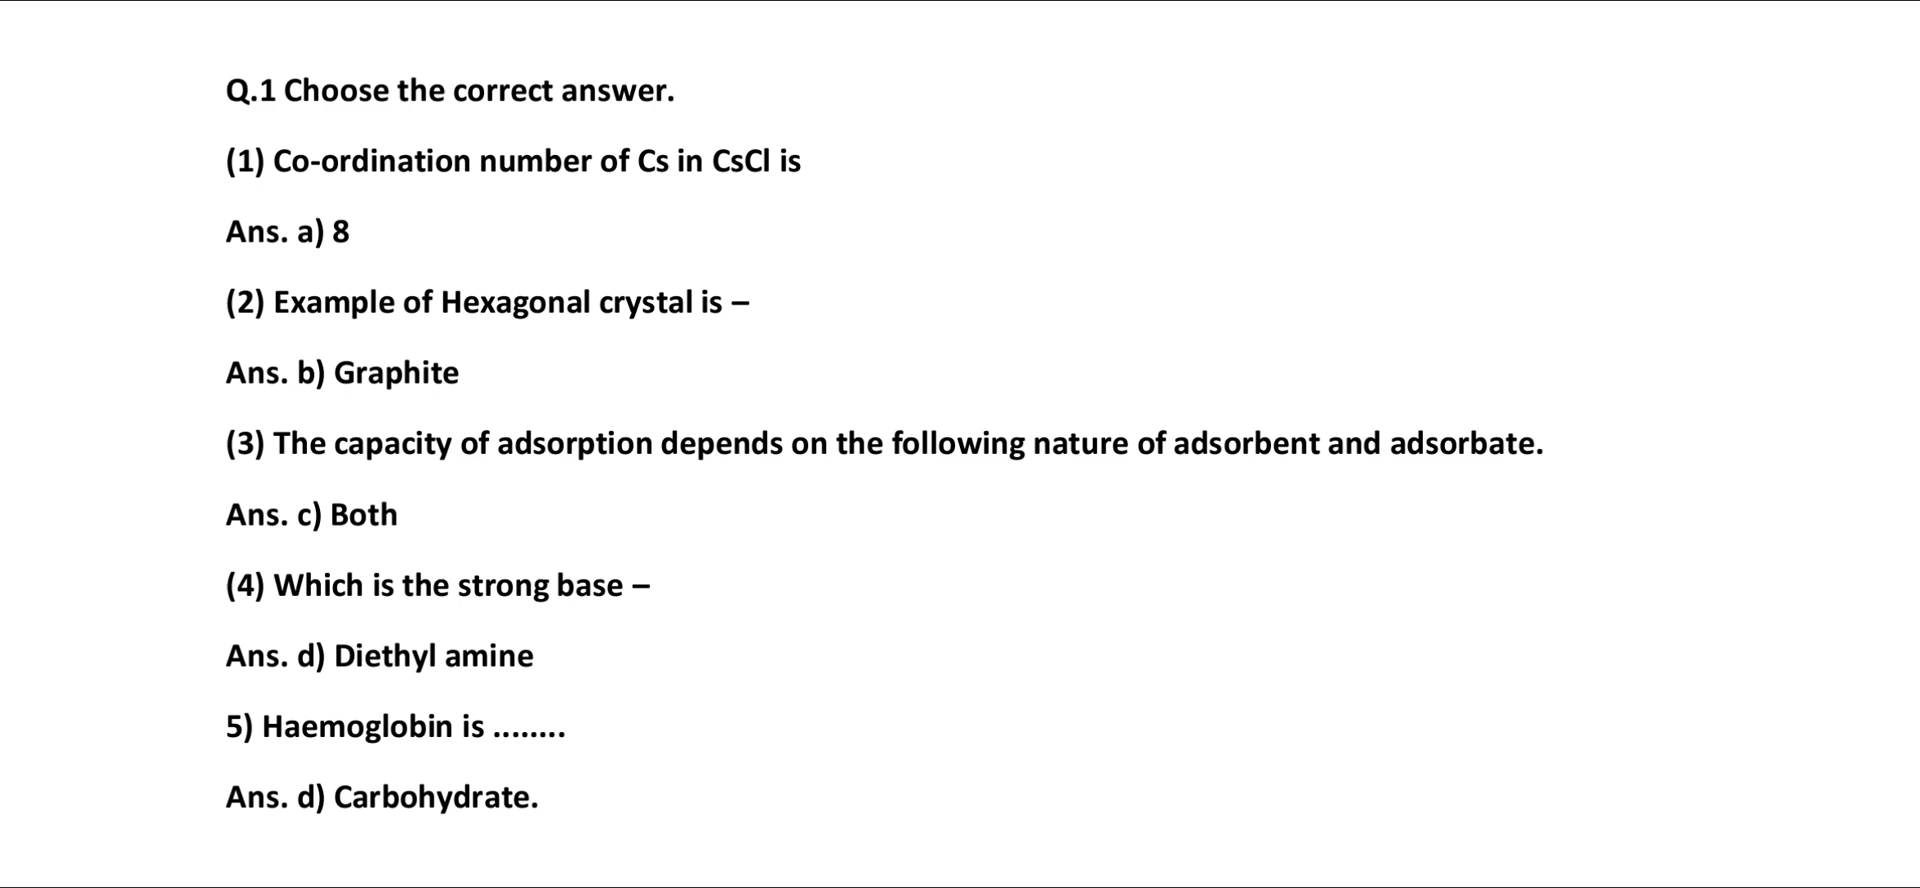 Q.1 Choose the correct answer.
(1) Co-ordination number of Cs in CsCl is
Ans. a) 8
(2) Example of Hexagonal crystal is –
Ans. b) Graphite
(3) The capacity of adsorption depends on the following nature of adsorbent and adsorbate.
Ans. c) Both
(4) Which is the strong base –
Ans. d) Diethyl amine
5) Haemoglobin is ........
Ans. d) Carbohydrate.